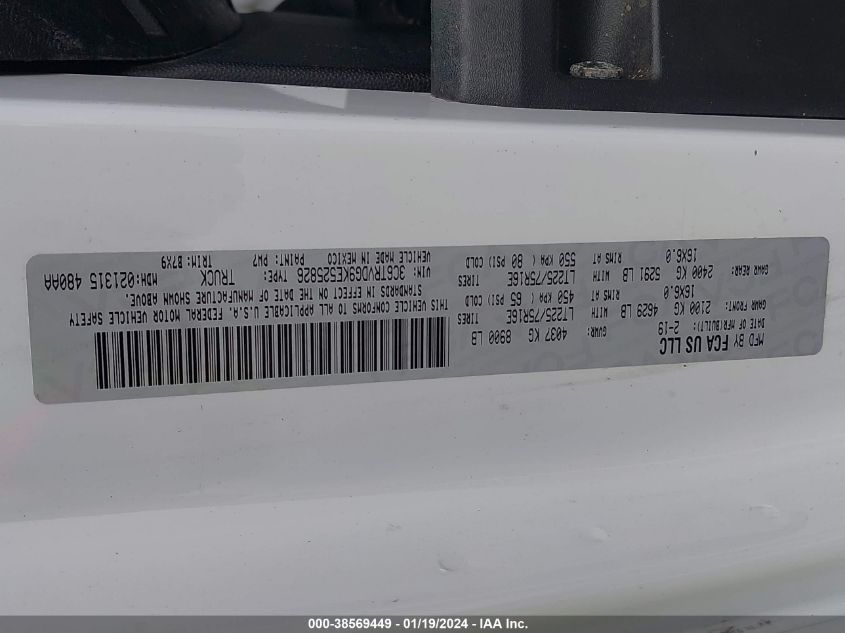 MFD BY FCA US LLC
DATE OF MFR(BUILT): 2-19 GVWR: 4037 KG 8900 LB
GAWR FRONT: 2100 KG 4629 LB WITH TIRES LT225/75R16E
16X6.0 RIMS AT 450 KPA ( 65 PSI) COLD
GAWR REAR: 2400 KG 5291 LB WITH TIRES LT225/75R16E
16X6.0 RIMS AT 550 KPA ( 80 PSI) COLD
THIS VEHICLE CONFORMS TO ALL APPLICABLE U.S.A. FEDERAL MOTOR VEHICLE SAFETY
STANDARDS IN EFFECT ON THE DATE OF MANUFACTURE SHOWN ABOVE.
VIN: 3C6TRVDG9KE525826 TYPE: TRUCK MDH:021315 480AA
VEHICLE MADE IN MEXICO PAINT: PW7 TRIM: B7X9
000-38569449 - 01/19/2024 - IAA Inc.